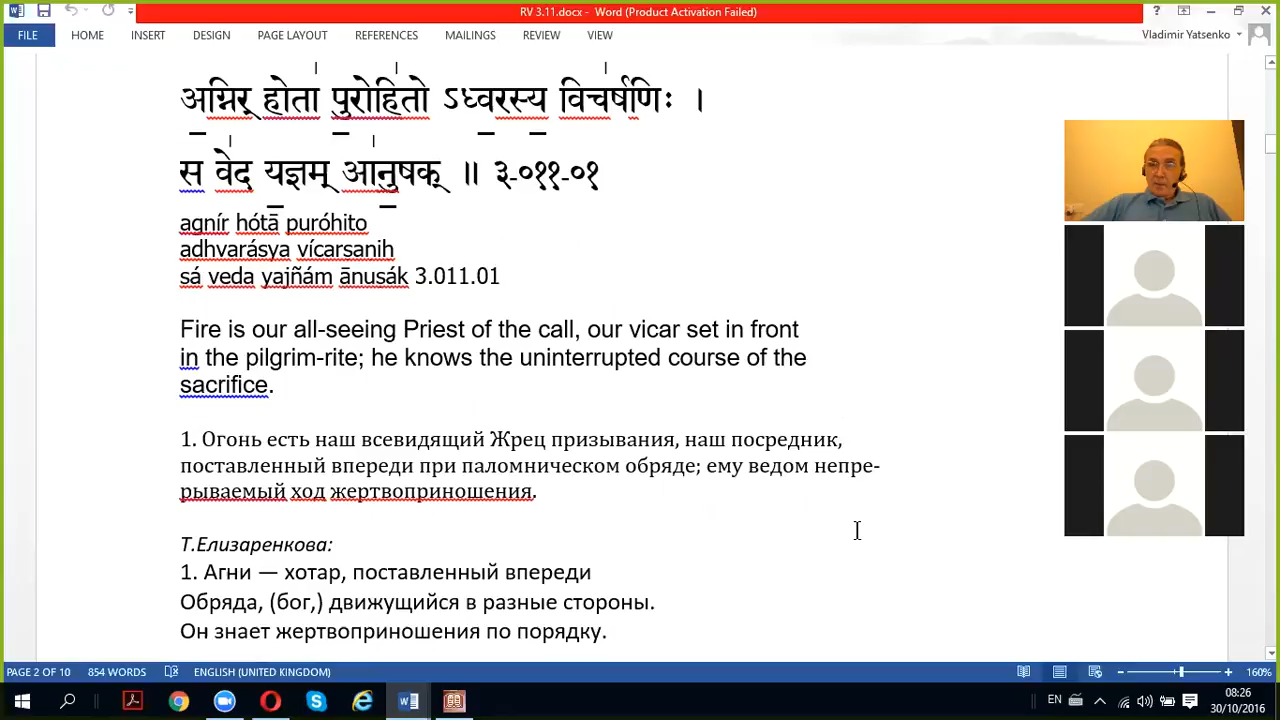 RV 3.11.docx - Word (Product Activation Failed)
FILE HOME INSERT DESIGN PAGE LAYOUT REFERENCES MAILINGS REVIEW VIEW Vladimir Yatsenko
अ॒ग्निर् होता॑ पु॒रोहि॑तो ऽध्व॒रस्य॒ विच॑र्षणिः ।
स वे॑द य॒ज्ञम् आ॑नु॒षक् ॥ ३-०११-०१
agnír hótā puróhito
adhvarásya vícarsanih
sá veda yajñám ānusák 3.011.01
Fire is our all-seeing Priest of the call, our vicar set in front
in the pilgrim-rite; he knows the uninterrupted course of the
sacrifice.
1. Огонь есть наш всевидящий Жрец призывания, наш посредник,
поставленный впереди при паломническом обряде; ему ведом непре-
рываемый ход жертвоприношения.
Т.Елизаренкова:
1. Агни — хотар, поставленный впереди
Обряда, (бог,) движущийся в разные стороны.
Он знает жертвоприношения по порядку.
PAGE 2 OF 10 854 WORDS ENGLISH (UNITED KINGDOM) 160%
EN 08:26
30/10/2016